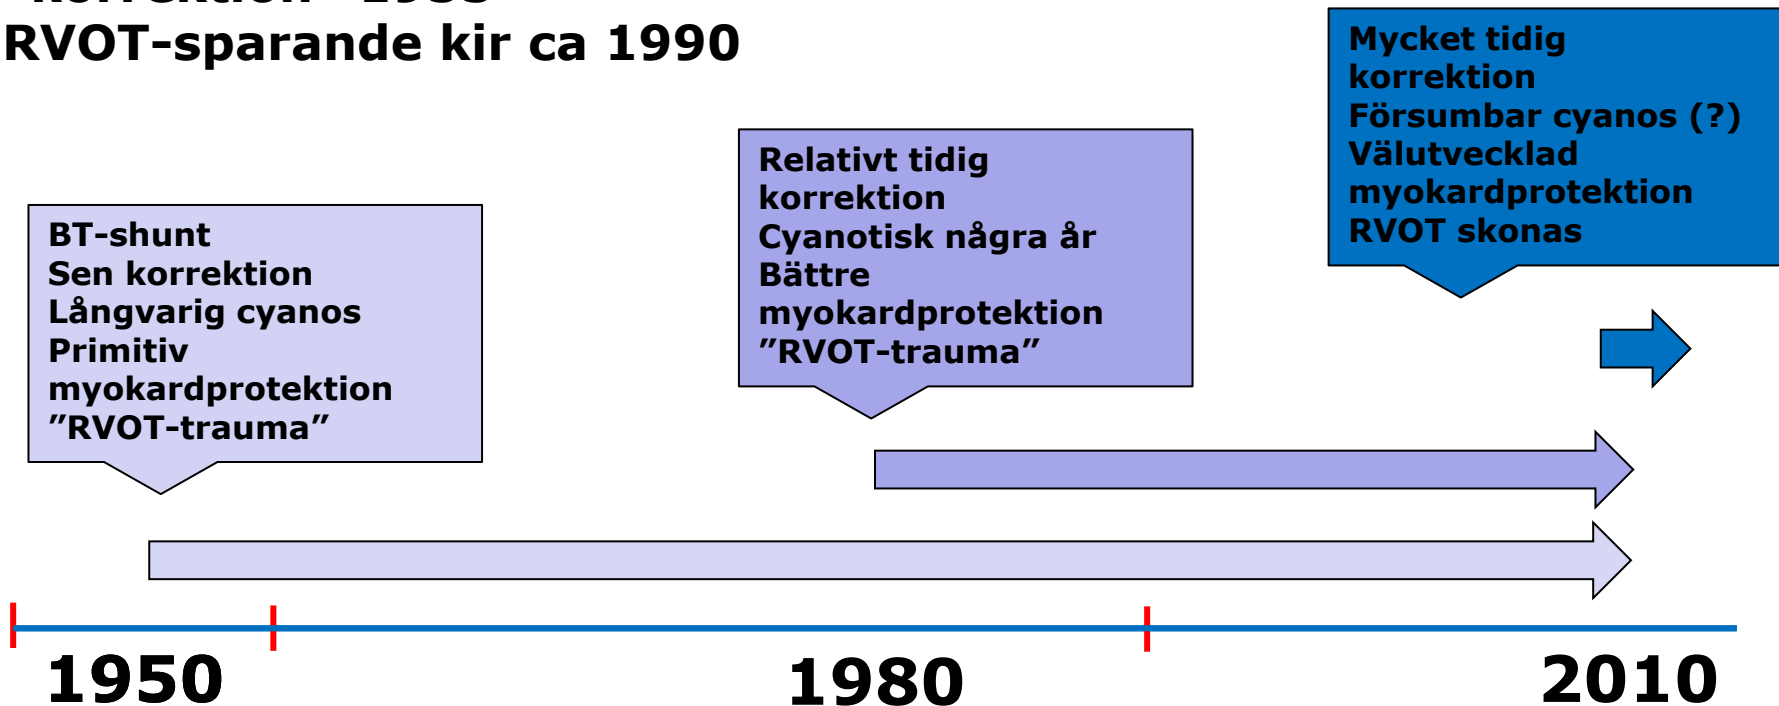 korrektion
RVOT-sparande kir ca 1990
BT-shunt
Sen korrektion
Långvarig cyanos
Primitiv
myokardprotektion
”RVOT-trauma”
Relativt tidig
korrektion
Cyanotisk några år
Bättre
myokardprotektion
”RVOT-trauma”
Mycket tidig
korrektion
Försumbar cyanos (?)
Välutvecklad
myokardprotektion
RVOT skonas
1950
1980
2010